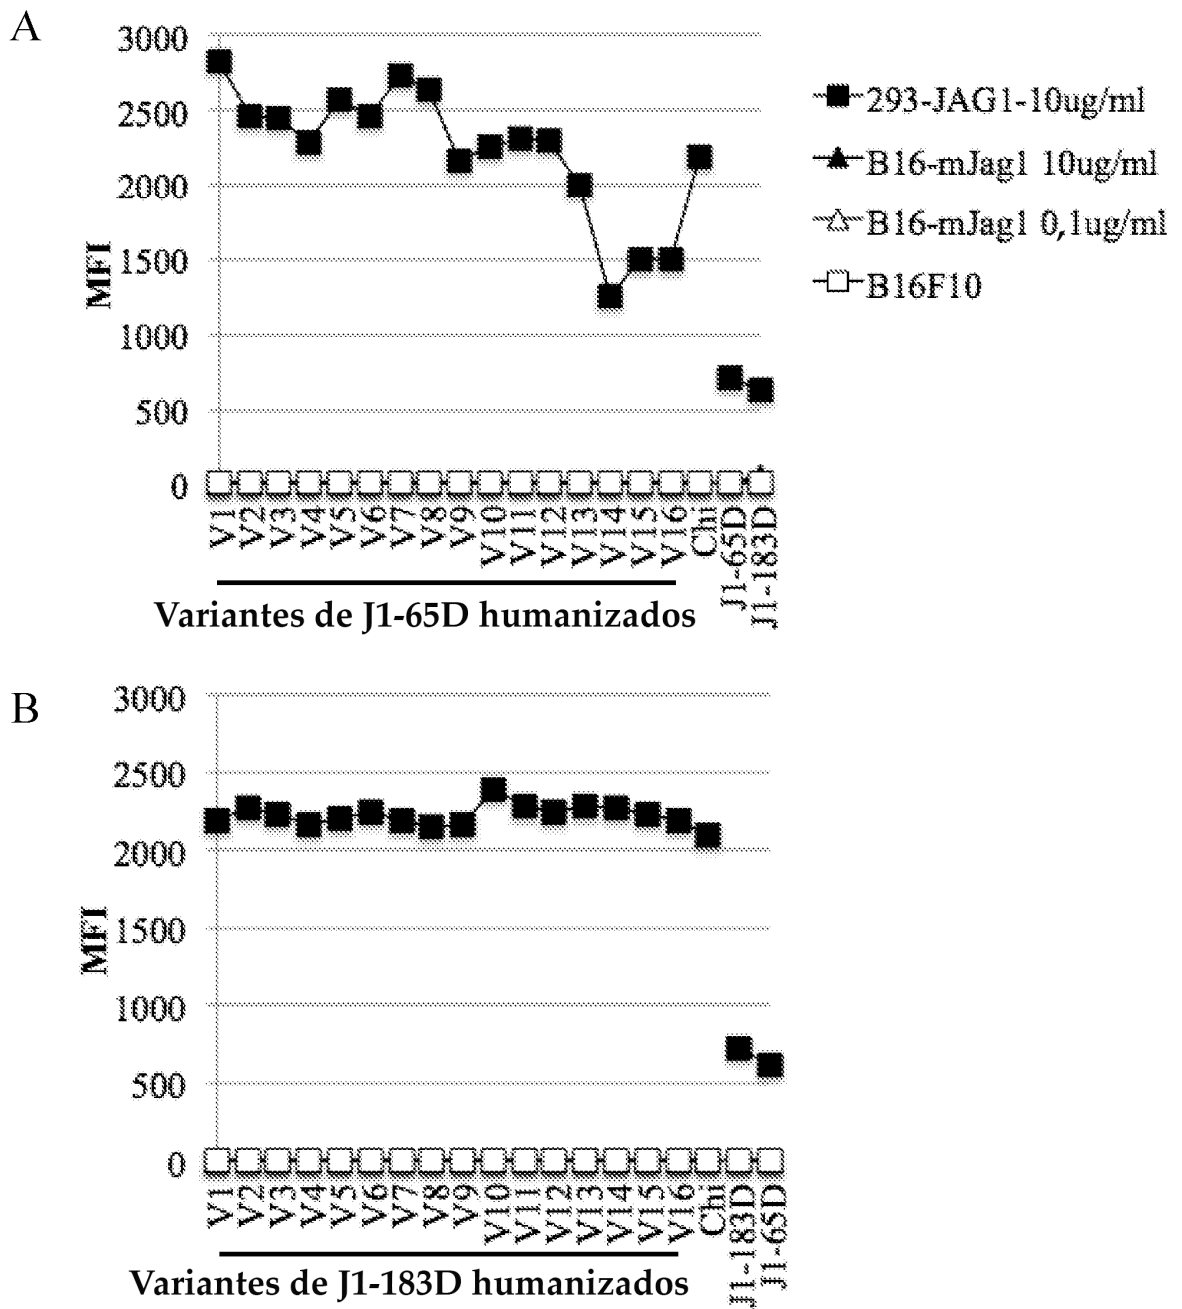 A
3000
2500
2000
1500
1000
500
0
MFI
293-JAG1-10ug/ml
B16-mJag1 10ug/ml
B16-mJag1 0,1ug/ml
B16F10
V1 V2 V3 V4 V5 V6 V7 V8 V9 V10 V11 V12 V13 V14 V15 V16 Chi J1-65D J1-183D
Variantes de J1-65D humanizados
B
3000
2500
2000
1500
1000
500
0
MFI
V1 V2 V3 V4 V5 V6 V7 V8 V9 V10 V11 V12 V13 V14 V15 V16 Chi J1-183D J1-65D
Variantes de J1-183D humanizados